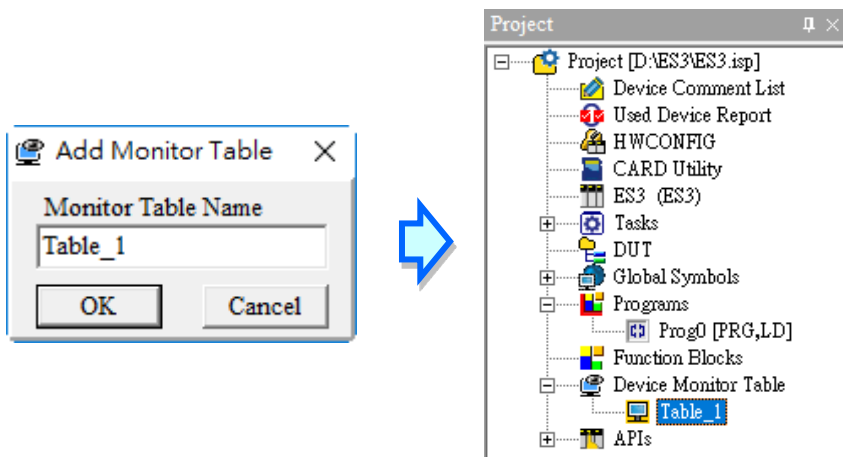 Add Monitor Table
Monitor Table Name
Table_1
OK
Cancel
Project
Project [D:\ES3\ES3.isp]
Device Comment List
Used Device Report
HWCONFIG
CARD Utility
ES3 (ES3)
Tasks
DUT
Global Symbols
Programs
Prog0 [PRG,LD]
Function Blocks
Device Monitor Table
Table_1
APIs